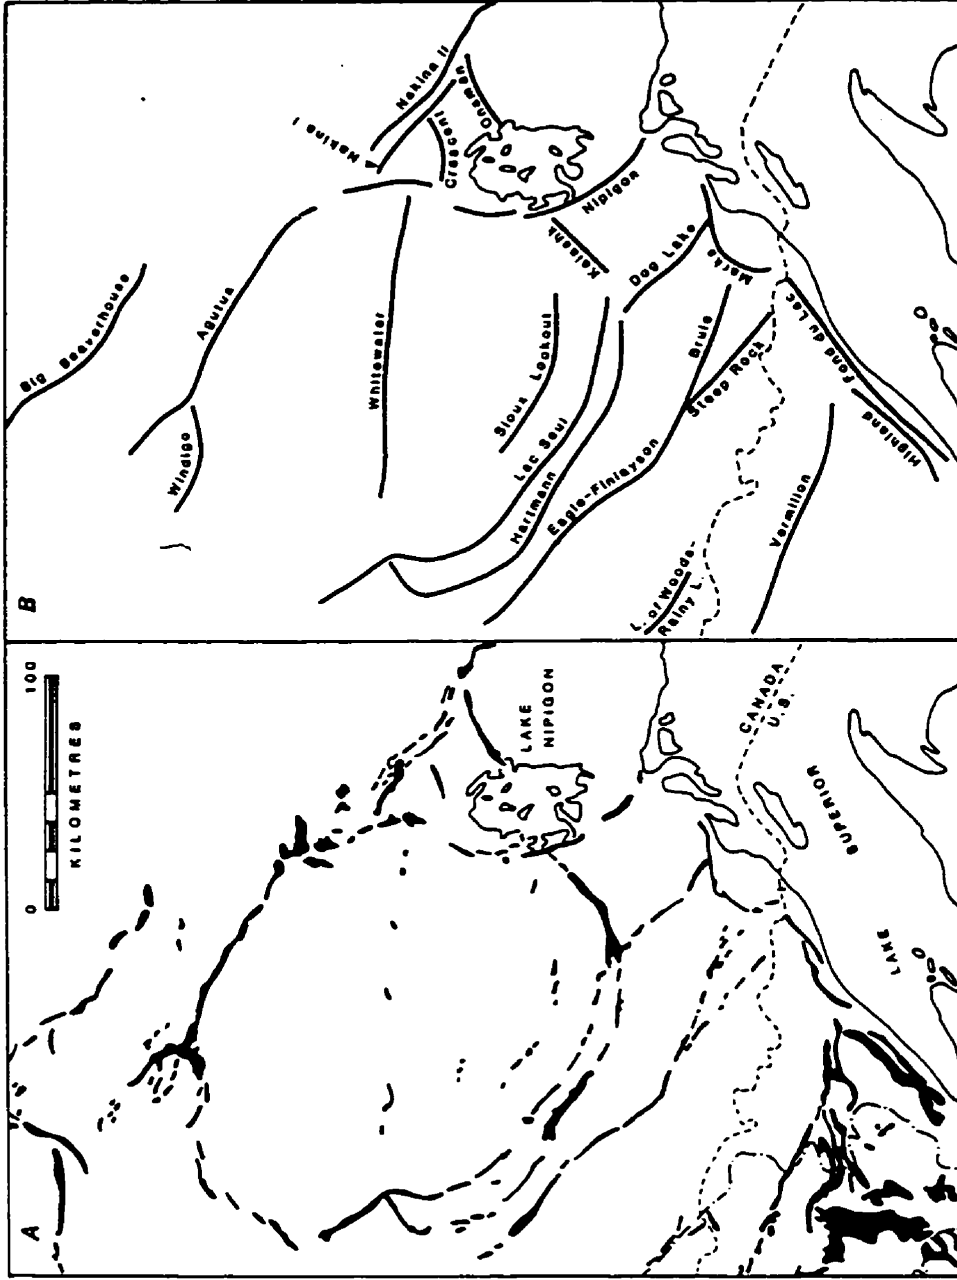 A
0 100
KILOMETRES
LAKE
NIPIGON
CANADA
U.S.
LAKE SUPERIOR
B
Big Beaverhouse
Windigo
Agutua
Whitewater
Nakina I
Nakina II
Crescent
Onaman
Nipigon
Kaiashk
Sioux Lookout
Lac Seul
Hartmann
Eagle-Finlayson
Dog Lake
Marks
Brule
Steep Rock
L. of Woods-
Rainy L.
Vermilion
Fond du Lac
Highland